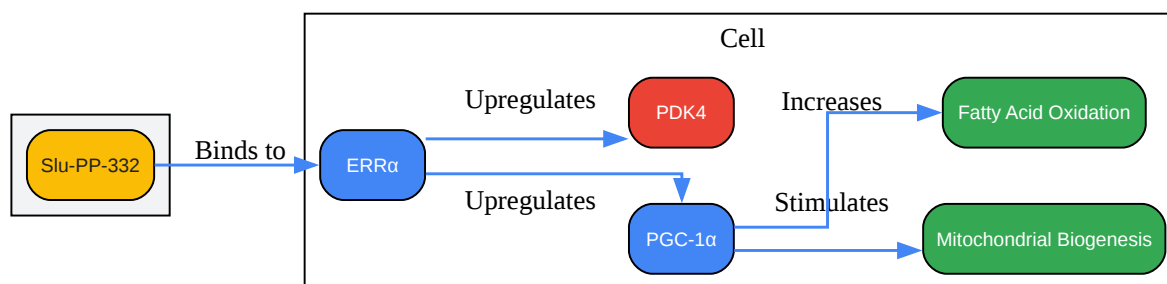 Cell
Upregulates
PDK4
Increases
Fatty Acid Oxidation
Slu-PP-332
Binds to
ERRα
Upregulates
Stimulates
PGC-1α
Mitochondrial Biogenesis